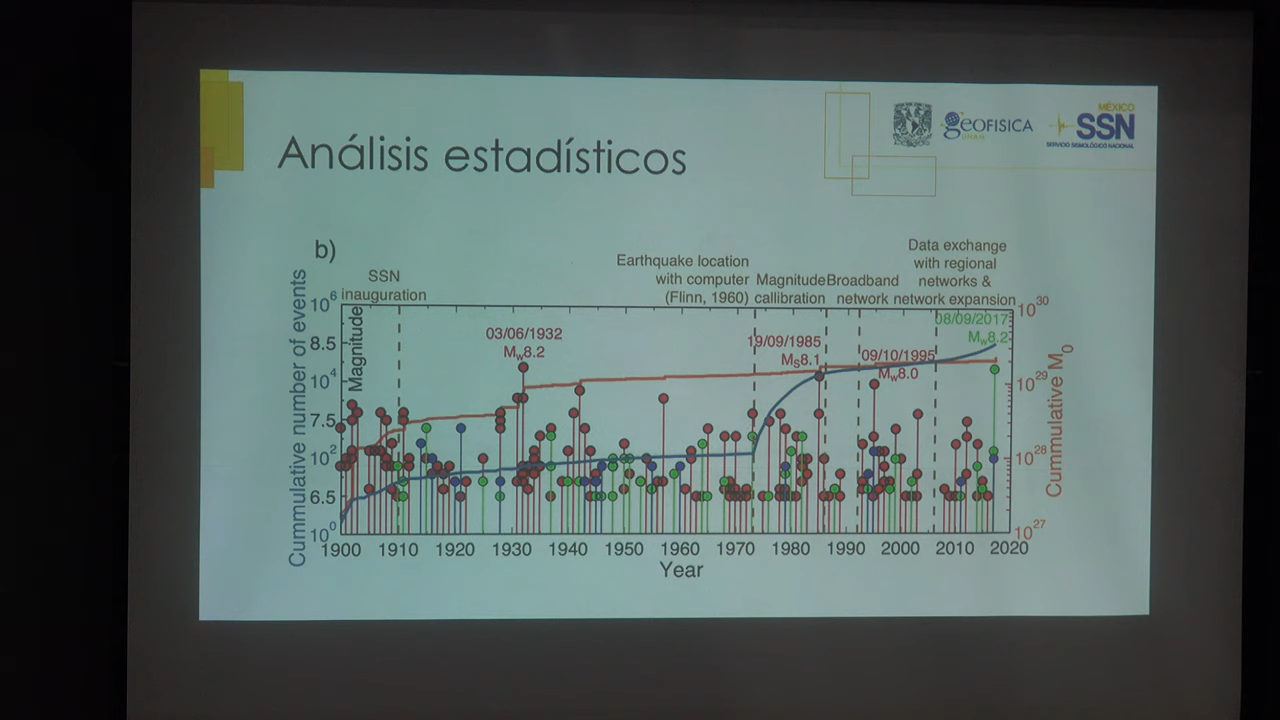 MÉXICO
SSN
SERVICIO SISMOLÓGICO NACIONAL
GEOFISICA
UNAM
Análisis estadísticos
b)
SSN
inauguration
Earthquake location
with computer
(Flinn, 1960)
Magnitude
callibration
Broadband
network
Data exchange
with regional
networks &
network expansion
Cummulative number of events
10^6
10^4
10^2
10^0
Magnitude
8.5
7.5
6.5
03/06/1932
Mw8.2
19/09/1985
MS8.1
09/10/1995
Mw8.0
08/09/2017
Mw8.2
10^30
10^29
10^28
10^27
Cummulative M0
1900 1910 1920 1930 1940 1950 1960 1970 1980 1990 2000 2010 2020
Year